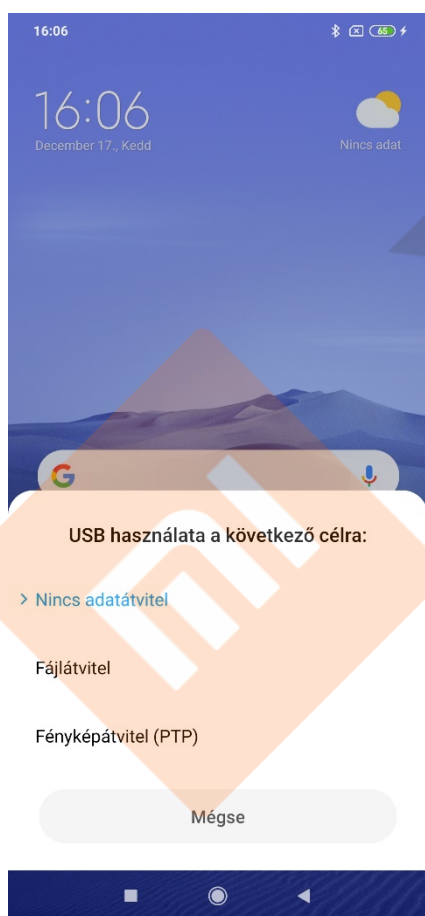 16:06
65
16:06
December 17., Kedd
Nincs adat
USB használata a következő célra:
Nincs adatátvitel
Fájlátvitel
Fényképátvitel (PTP)
Mégse